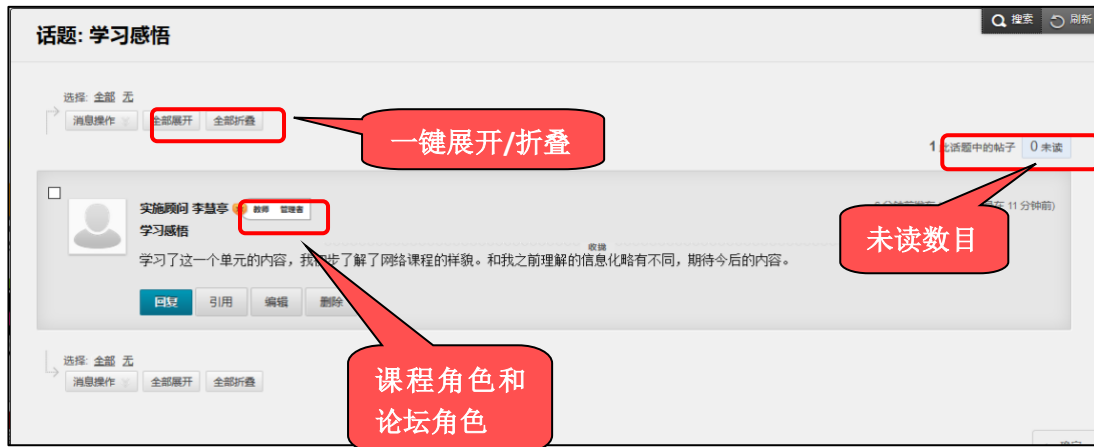 搜索 刷新
话题: 学习感悟
选择: 全部 无
消息操作 全部展开 全部折叠
一键展开/折叠
1 此话题中的帖子 0 未读
未读数目
实施顾问 李慧亭 教师 管理者
分钟前) 11
学习感悟
收摘
学习了这一个单元的内容，我初步了解了网络课程的样貌。和我之前理解的信息化略有不同，期待今后的内容。
回复 引用 编辑 删除
课程角色和
论坛角色
选择: 全部 无
消息操作 全部展开 全部折叠
确定